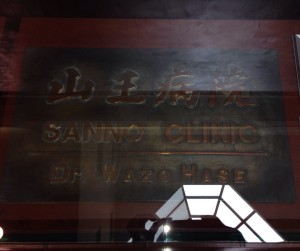 山王病院
SANNO CLINIC
DR WAZO HASE